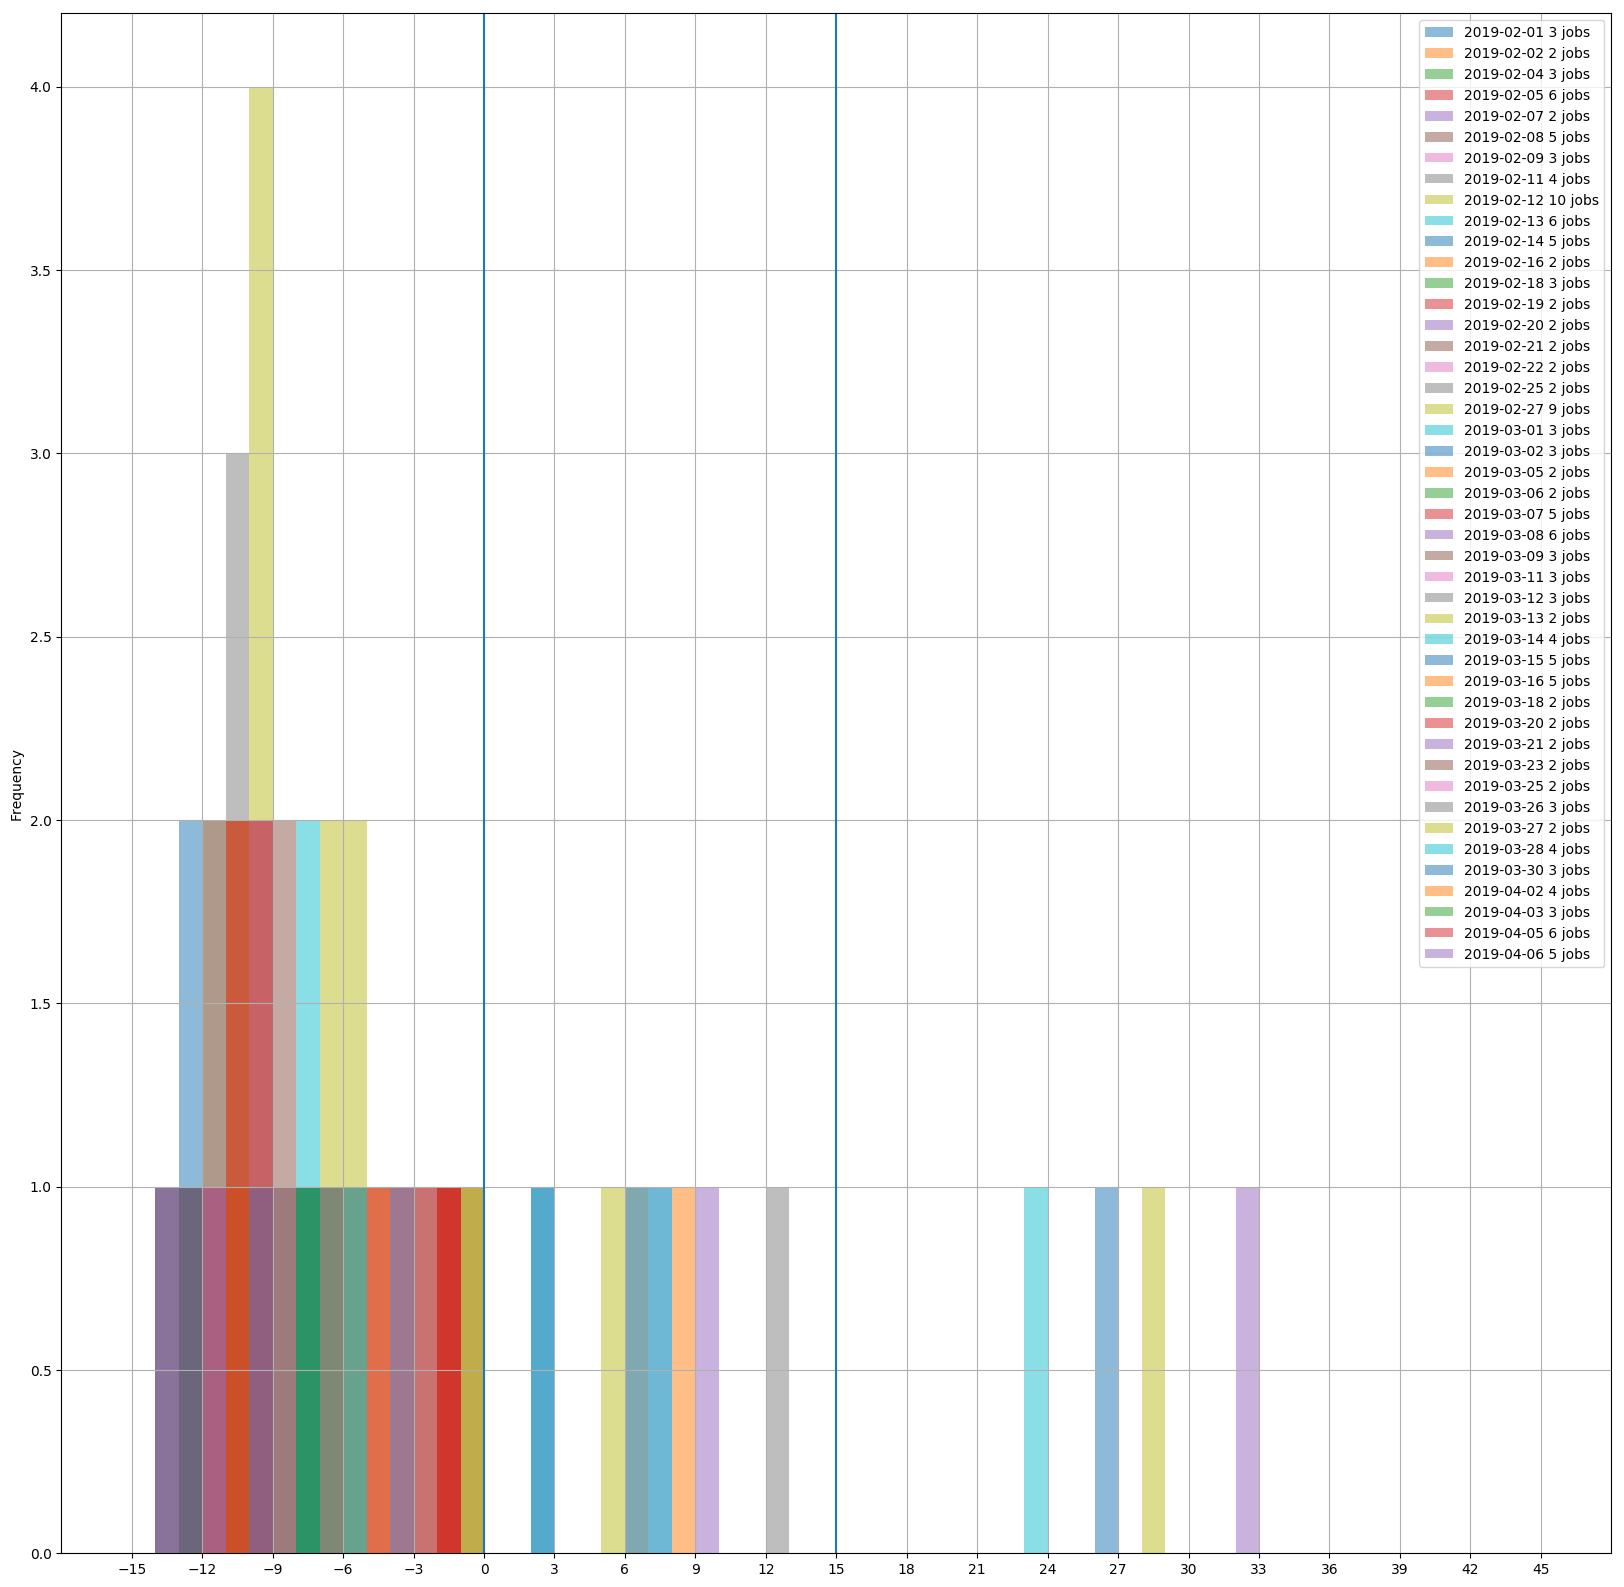 4.0
3.5
3.0
2.5
2.0
1.5
1.0
0.5
0.0
Frequency
−15 −12 −9 −6 −3 0 3 6 9 12 15 18 21 24 27 30 33 36 39 42 45
2019-02-01 3 jobs
2019-02-02 2 jobs
2019-02-04 3 jobs
2019-02-05 6 jobs
2019-02-07 2 jobs
2019-02-08 5 jobs
2019-02-09 3 jobs
2019-02-11 4 jobs
2019-02-12 10 jobs
2019-02-13 6 jobs
2019-02-14 5 jobs
2019-02-16 2 jobs
2019-02-18 3 jobs
2019-02-19 2 jobs
2019-02-20 2 jobs
2019-02-21 2 jobs
2019-02-22 2 jobs
2019-02-25 2 jobs
2019-02-27 9 jobs
2019-03-01 3 jobs
2019-03-02 3 jobs
2019-03-05 2 jobs
2019-03-06 2 jobs
2019-03-07 5 jobs
2019-03-08 6 jobs
2019-03-09 3 jobs
2019-03-11 3 jobs
2019-03-12 3 jobs
2019-03-13 2 jobs
2019-03-14 4 jobs
2019-03-15 5 jobs
2019-03-16 5 jobs
2019-03-18 2 jobs
2019-03-20 2 jobs
2019-03-21 2 jobs
2019-03-23 2 jobs
2019-03-25 2 jobs
2019-03-26 3 jobs
2019-03-27 2 jobs
2019-03-28 4 jobs
2019-03-30 3 jobs
2019-04-02 4 jobs
2019-04-03 3 jobs
2019-04-05 6 jobs
2019-04-06 5 jobs